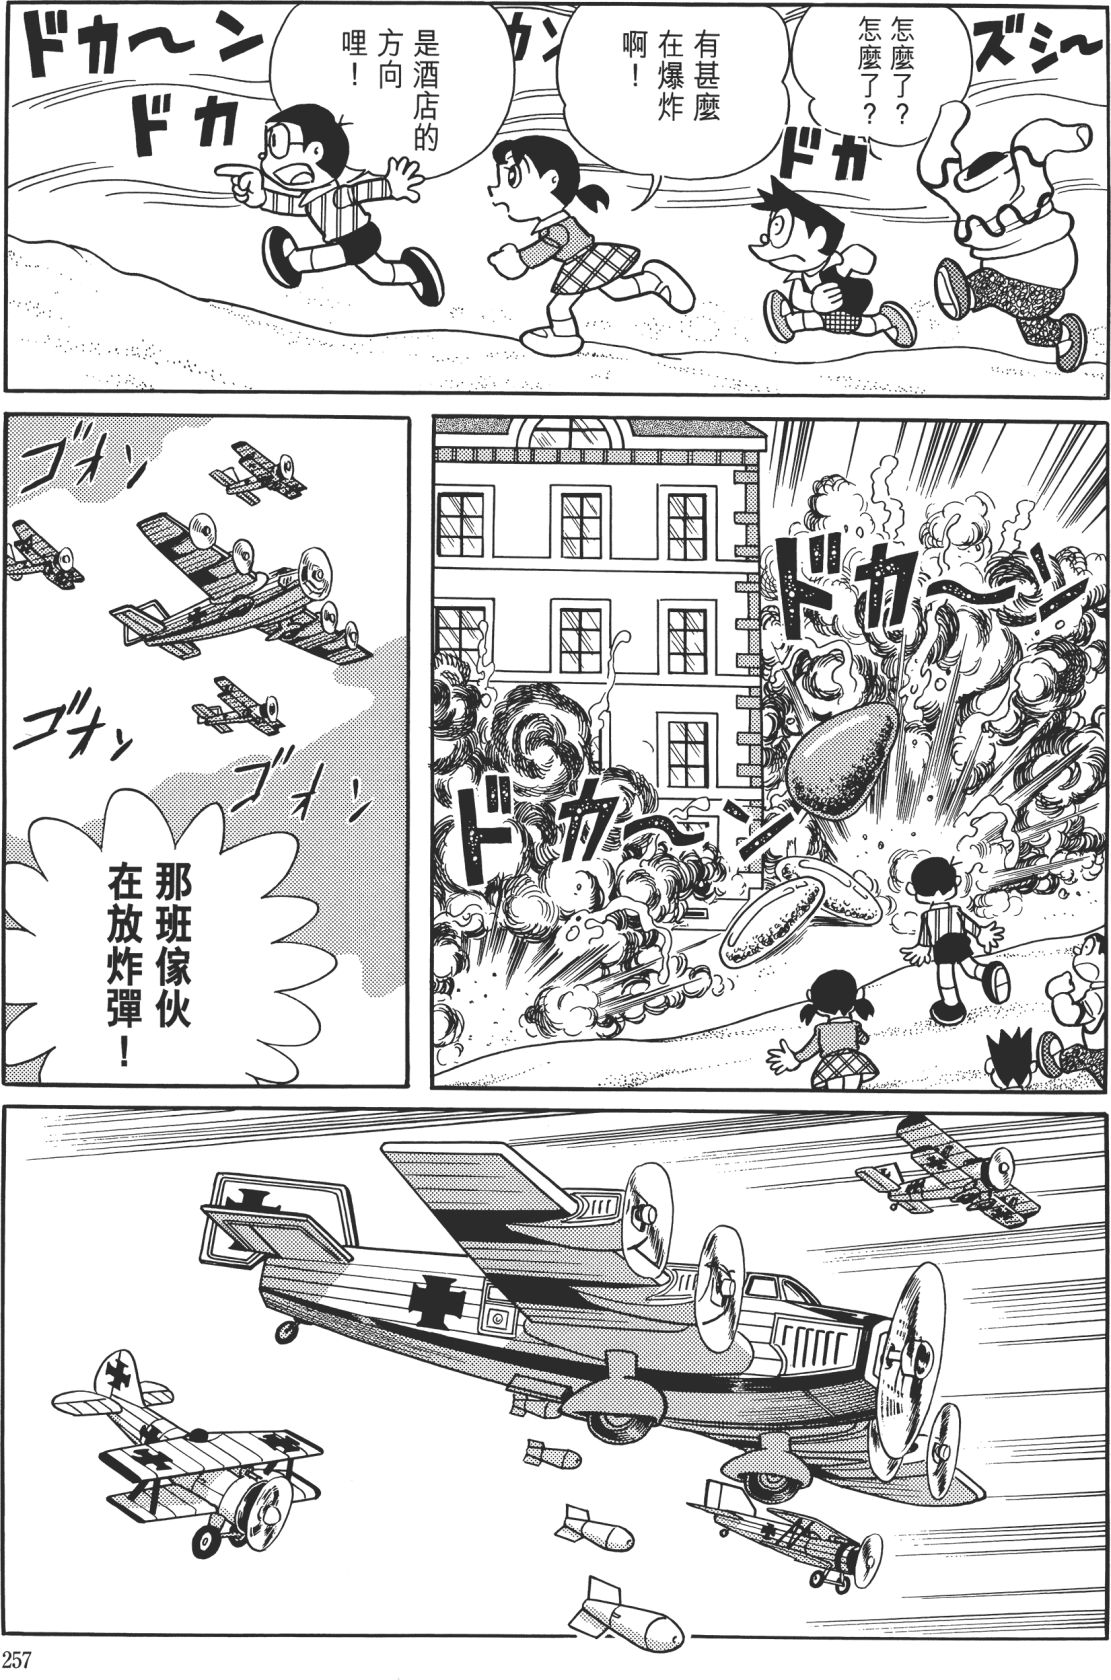 ズシ〜
怎麼了?
怎麼了?
ドカ
有甚麼
在爆炸
啊!
カン
是酒店的
方向
哩!
ドカ〜ン
ドカ
ドカ〜ン
ドカ〜ン
ゴオン
ゴオン
ゴオン
那班傢伙
在放炸彈!
257